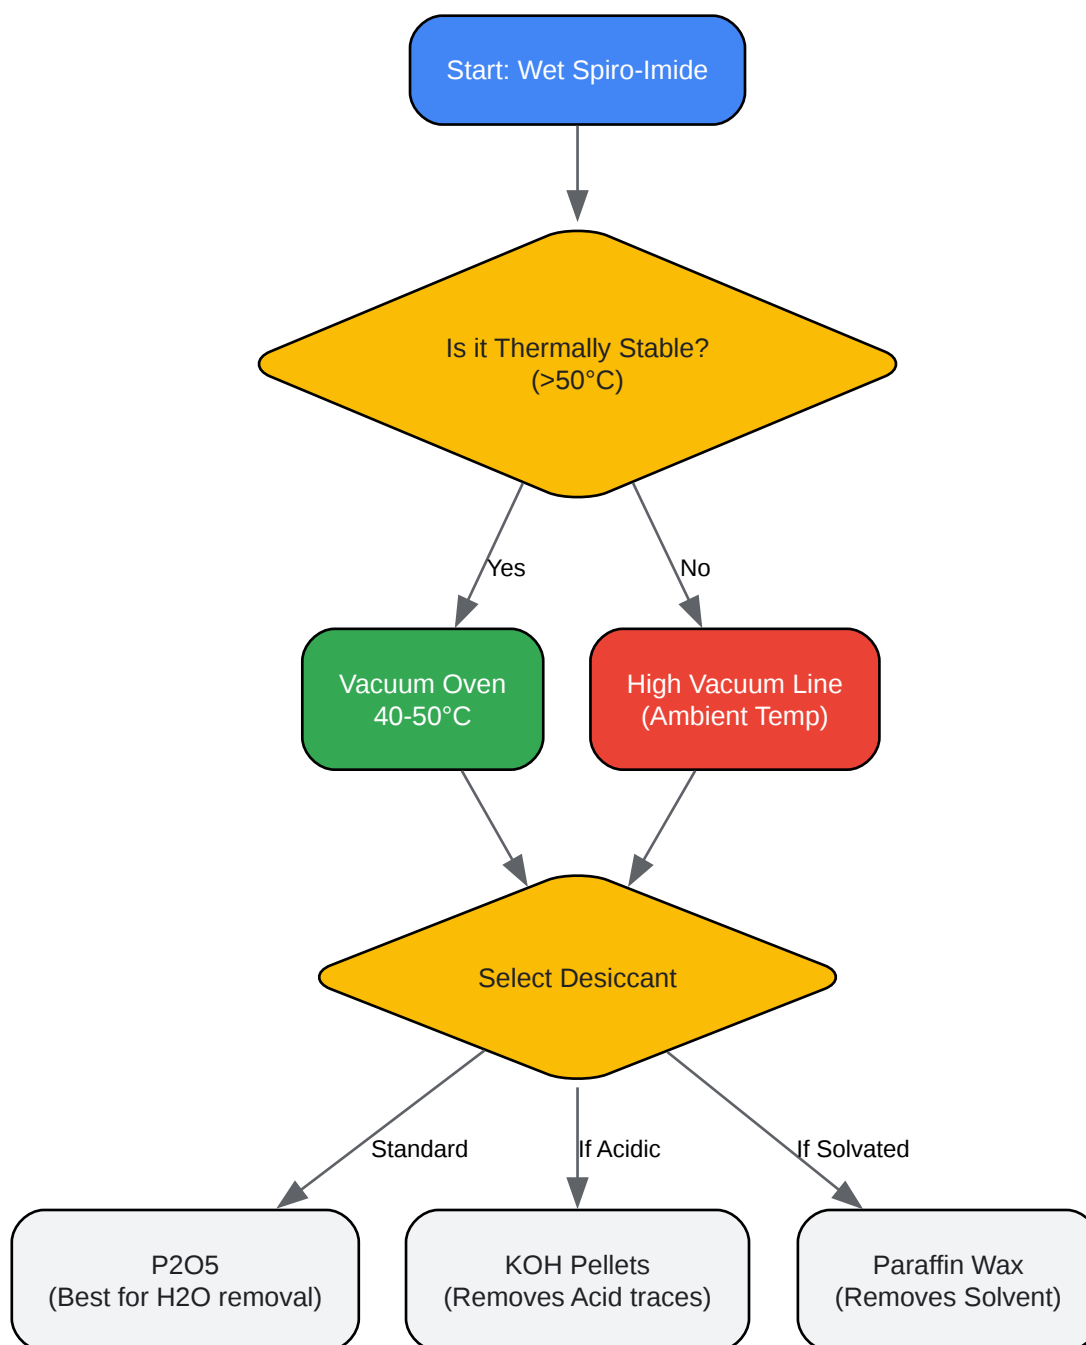 Start: Wet Spiro-Imide
Is it Thermally Stable?
(>50°C)
Yes
No
Vacuum Oven
40-50°C
High Vacuum Line
(Ambient Temp)
Select Desiccant
Standard
If Acidic
If Solvated
P2O5
(Best for H2O removal)
KOH Pellets
(Removes Acid traces)
Paraffin Wax
(Removes Solvent)